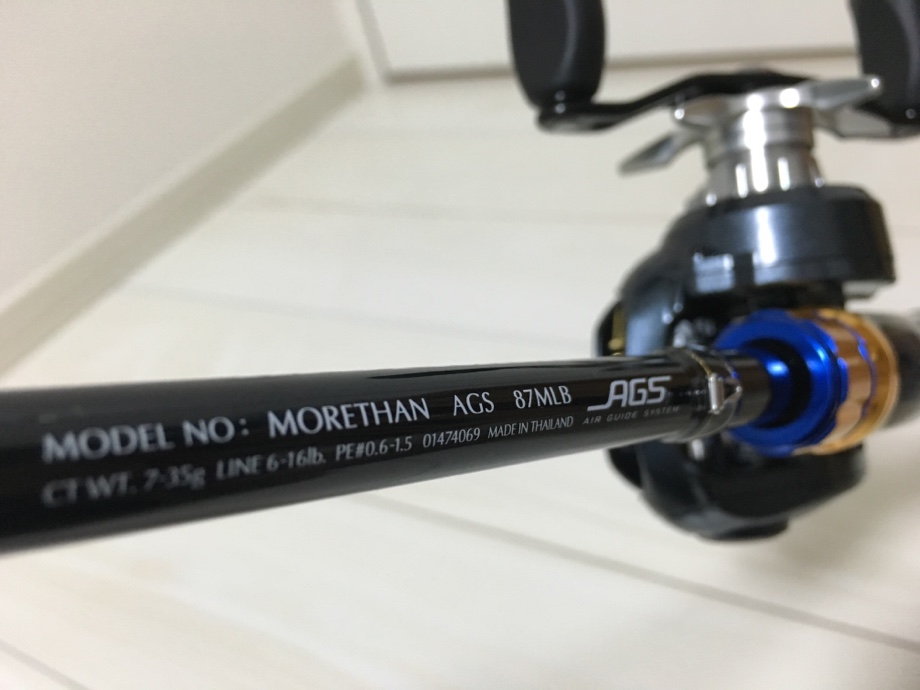 MODEL NO: MORETHAN AGS 87MLB
CT WT. 7-35g LINE 6-16lb. PE#0.6-1.5 01474069 MADE IN THAILAND
AGS
AIR GUIDE SYSTEM